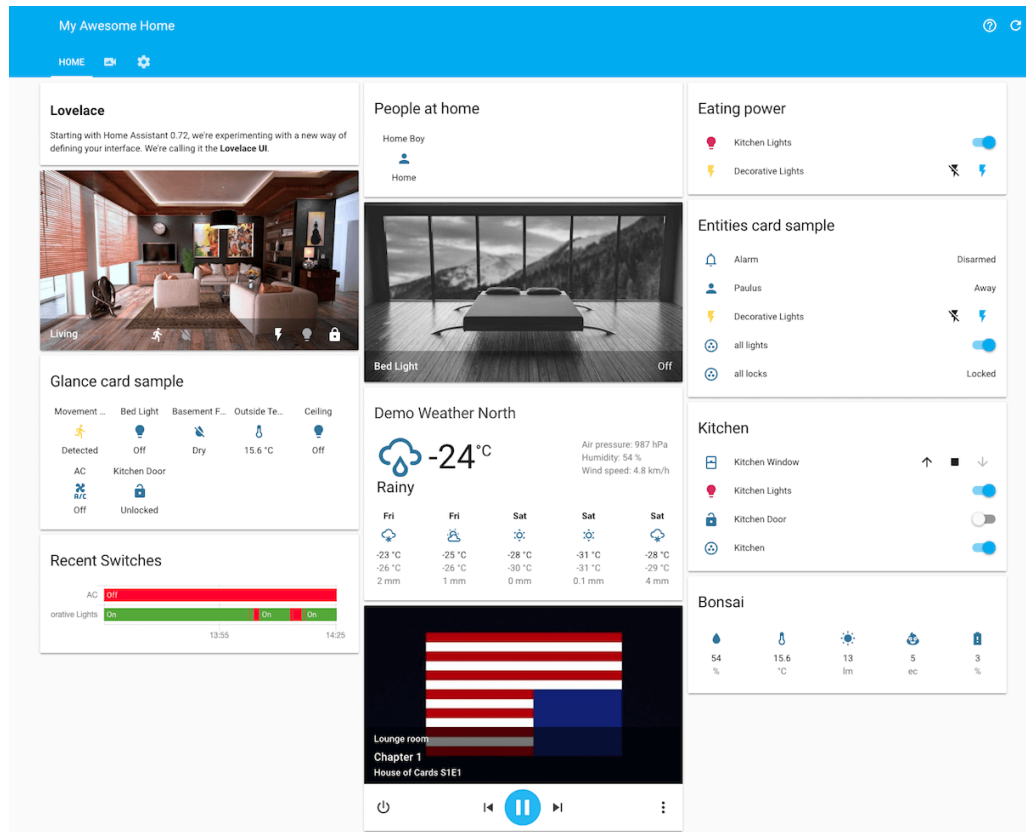 My Awesome Home
HOME
Lovelace
Starting with Home Assistant 0.72, we're experimenting with a new way of
defining your interface. We're calling it the Lovelace UI.
Living
Glance card sample
Movement ... Bed Light Basement F... Outside Te... Ceiling
Detected Off Dry 15.6 °C Off
AC Kitchen Door
A/C
Off Unlocked
Recent Switches
AC Off
orative Lights On On On
13:55 14:25
People at home
Home Boy
Home
Bed Light Off
Demo Weather North
-24°C
Rainy
Air pressure: 987 hPa
Humidity: 54 %
Wind speed: 4.8 km/h
Fri Fri Sat Sat Sat
-23 °C -25 °C -28 °C -31 °C -28 °C
-26 °C -26 °C -30 °C -31 °C -29 °C
2 mm 1 mm 0 mm 0.1 mm 4 mm
Lounge room
Chapter 1
House of Cards S1E1
Eating power
Kitchen Lights
Decorative Lights
Entities card sample
Alarm Disarmed
Paulus Away
Decorative Lights
all lights
all locks Locked
Kitchen
Kitchen Window
Kitchen Lights
Kitchen Door
Kitchen
Bonsai
54 15.6 13 5 3
% °C lm ec %